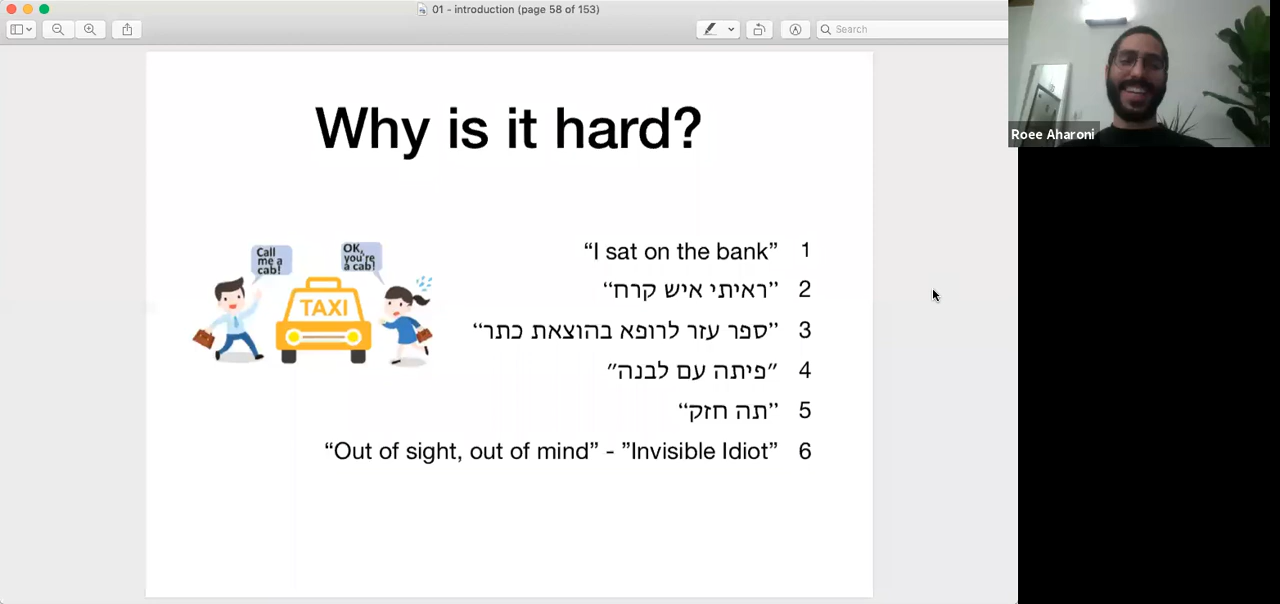 01 - introduction (page 58 of 153)
Search
Roee Aharoni
Why is it hard?
Call
me a
cab!
OK,
you're
a cab!
TAXI
“I sat on the bank” 1
”ראיתי איש קרח“ 2
”ספר עזר לרופא בהוצאת כתר“ 3
״פיתה עם לבנה״ 4
”תה חזק“ 5
“Out of sight, out of mind” - ”Invisible Idiot” 6